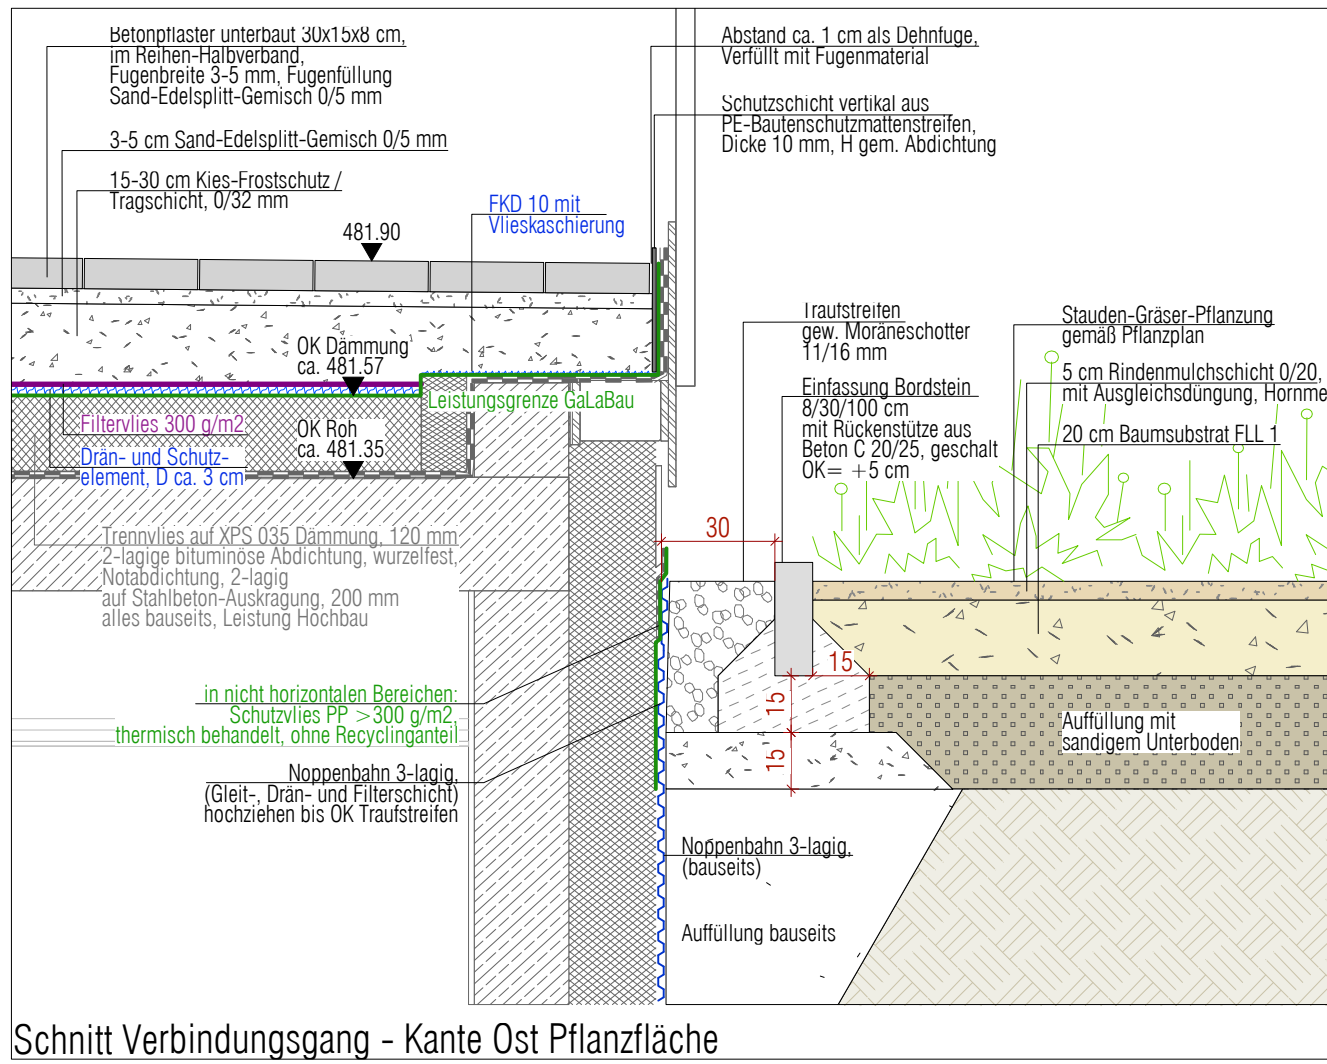 Betonpflaster unterbaut 30x15x8 cm,
im Reihen-Halbverband,
Fugenbreite 3-5 mm, Fugenfüllung
Sand-Edelsplitt-Gemisch 0/5 mm
3-5 cm Sand-Edelsplitt-Gemisch 0/5 mm
15-30 cm Kies-Frostschutz /
Tragschicht, 0/32 mm
481.90
FKD 10 mit
Vlieskaschierung
Abstand ca. 1 cm als Dehnfuge,
Verfüllt mit Fugenmaterial
Schutzschicht vertikal aus
PE-Bautenschutzmattenstreifen,
Dicke 10 mm, H gem. Abdichtung
OK Dämmung
ca. 481.57
Leistungsgrenze GaLaBau
Filtervlies 300 g/m2
OK Roh
ca. 481.35
Drän- und Schutz-
element, D ca. 3 cm
Trennvlies auf XPS 035 Dämmung, 120 mm
2-lagige bituminöse Abdichtung, wurzelfest,
Notabdichtung, 2-lagig
auf Stahlbeton-Auskragung, 200 mm
alles bauseits, Leistung Hochbau
Traufstreifen
gew. Moräneschotter
11/16 mm
Einfassung Bordstein
8/30/100 cm
mit Rückenstütze aus
Beton C 20/25, geschalt
OK= +5 cm
Stauden-Gräser-Pflanzung
gemäß Pflanzplan
5 cm Rindenmulchschicht 0/20,
mit Ausgleichsdüngung, Hornme
20 cm Baumsubstrat FLL 1
30
15
15
15
in nicht horizontalen Bereichen:
Schutzvlies PP >300 g/m2,
thermisch behandelt, ohne Recyclinganteil
Noppenbahn 3-lagig,
(Gleit-, Drän- und Filterschicht)
hochziehen bis OK Traufstreifen
Auffüllung mit
sandigem Unterboden
Noppenbahn 3-lagig,
(bauseits)
Auffüllung bauseits
Schnitt Verbindungsgang - Kante Ost Pflanzfläche